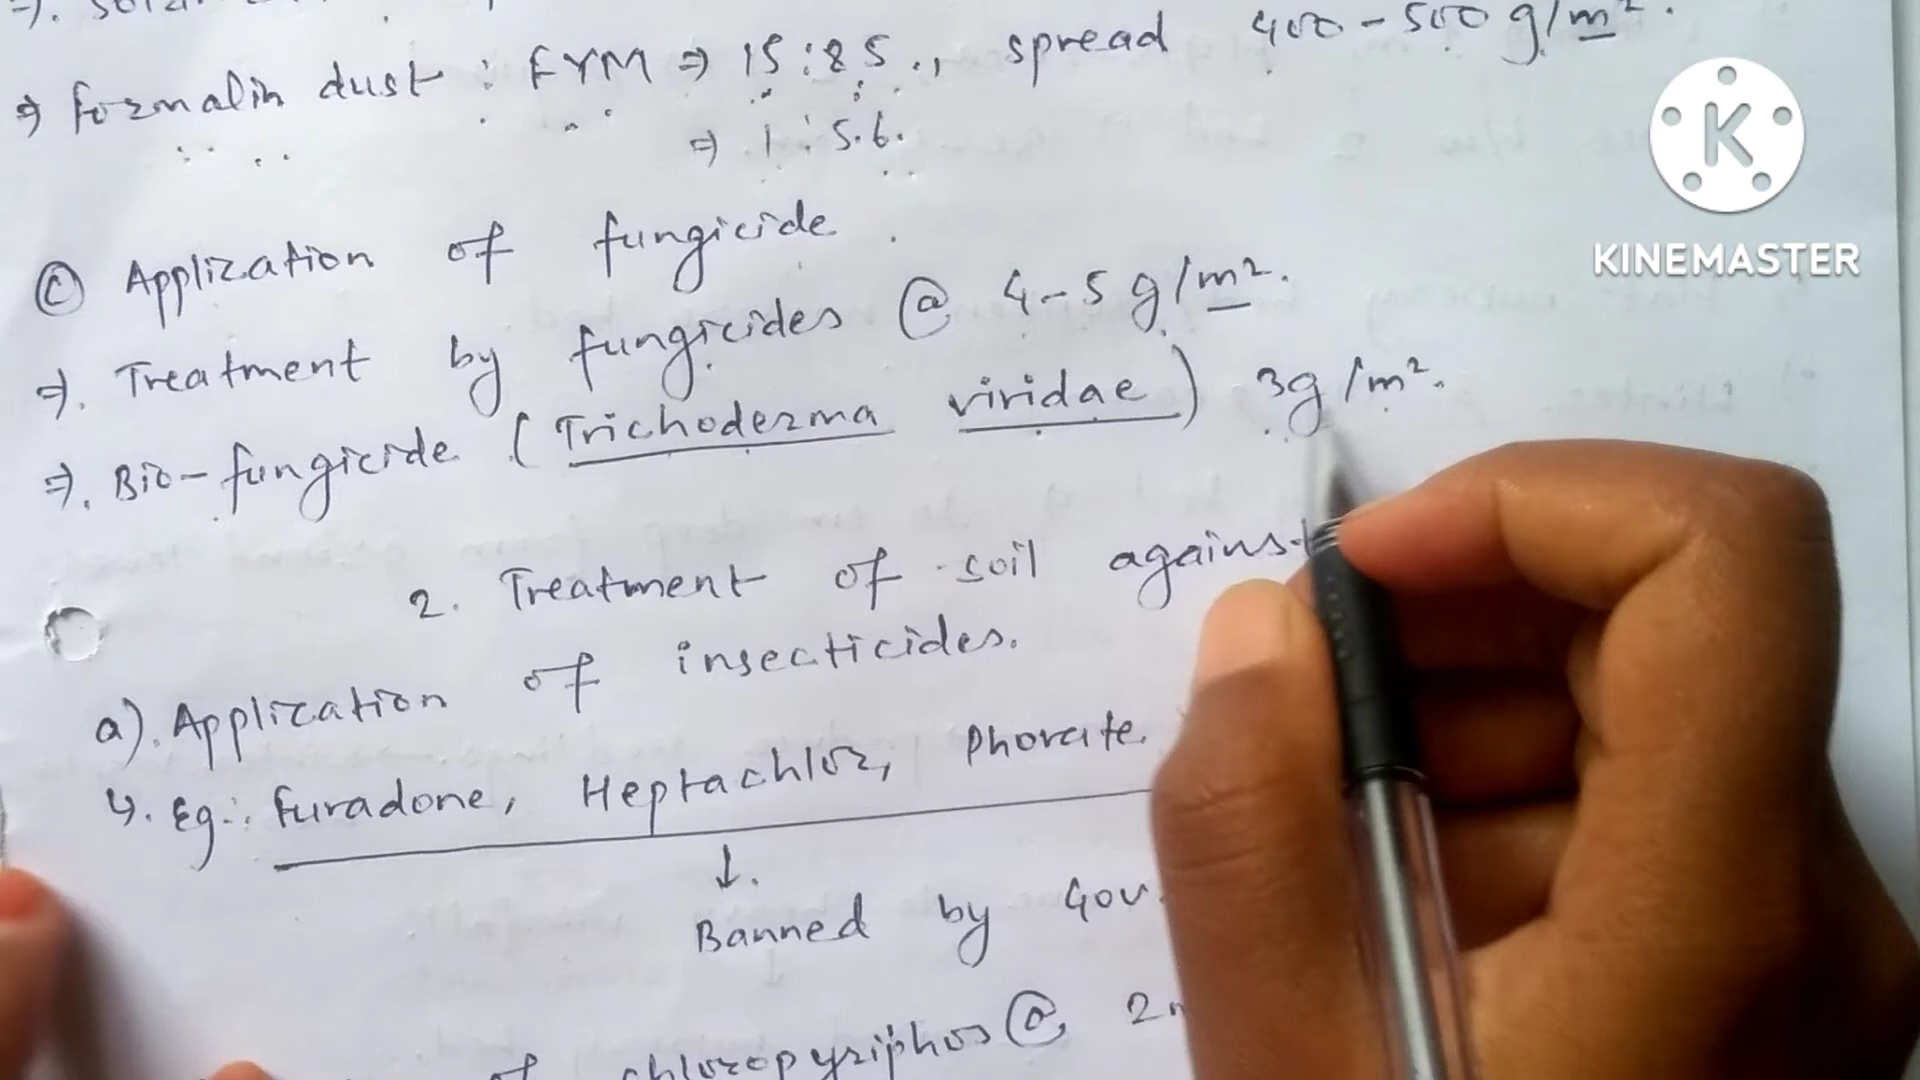 ⇒ formalin dust : FYM ⇒ 15:85., spread 400-500 g/m².
⇒ 1:5.6.
© Application of fungicide.
⇒. Treatment by fungicides @ 4-5 g/m².
⇒. Bio-fungicide (Trichoderma viridae) 3g/m².
2. Treatment of soil against
a). Application of insecticides.
↳. Eg:. furadone, Heptachlor, Phorate.
↓.
Banned by Gov.
of chloropyriphos @ 2
K
KINEMASTER